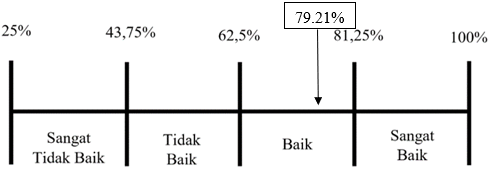 79.21%
25% 43,75% 62,5% 81,25% 100%
Sangat Tidak Baik Sangat
Tidak Baik Baik Baik